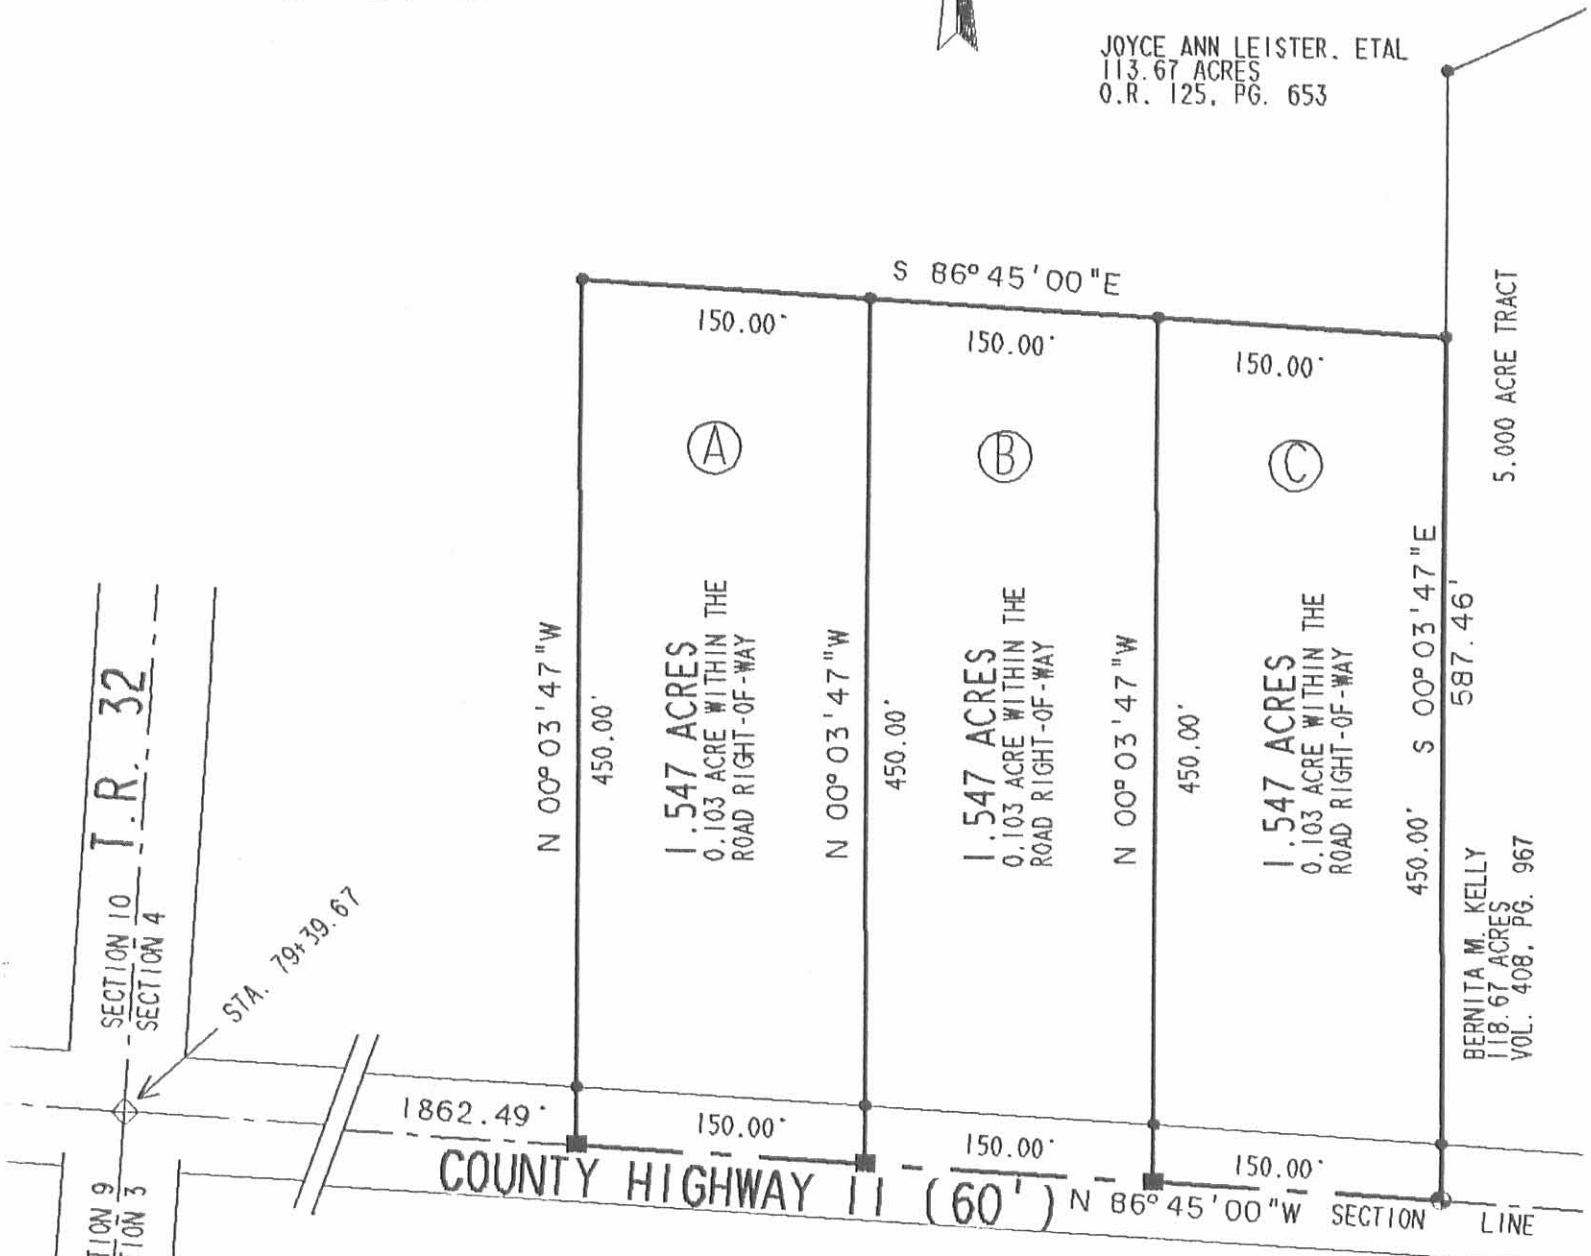 JOYCE ANN LEISTER. ETAL
113.67 ACRES
O.R. 125, PG. 653
S 86°45'00"E
150.00'
150.00'
150.00'
A
B
C
5.000 ACRE TRACT
N 00°03'47"W
450.00'
1.547 ACRES
0.103 ACRE WITHIN THE
ROAD RIGHT-OF-WAY
N 00°03'47"W
450.00'
1.547 ACRES
0.103 ACRE WITHIN THE
ROAD RIGHT-OF-WAY
N 00°03'47"W
450.00'
1.547 ACRES
0.103 ACRE WITHIN THE
ROAD RIGHT-OF-WAY
450.00'
S 00°03'47"E
587.46'
BERNITA M. KELLY
118.67 ACRES
VOL. 408, PG. 967
T.R. 32
SECTION 10
SECTION 4
STA. 79+39.67
1862.49'
150.00'
150.00'
150.00'
COUNTY HIGHWAY 11 (60')
N 86°45'00"W
SECTION LINE
TION 9
TION 3